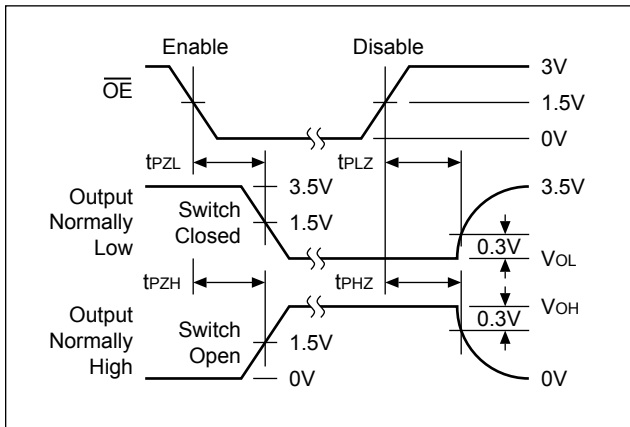 Enable Disable
OE 3V
1.5V
0V
tPZL tPLZ
Output Normally Low
3.5V 3.5V
Switch Closed
1.5V
0.3V
VOL
tPZH tPHZ
VOH
Output Normally High
0.3V
Switch Open
1.5V
0V 0V